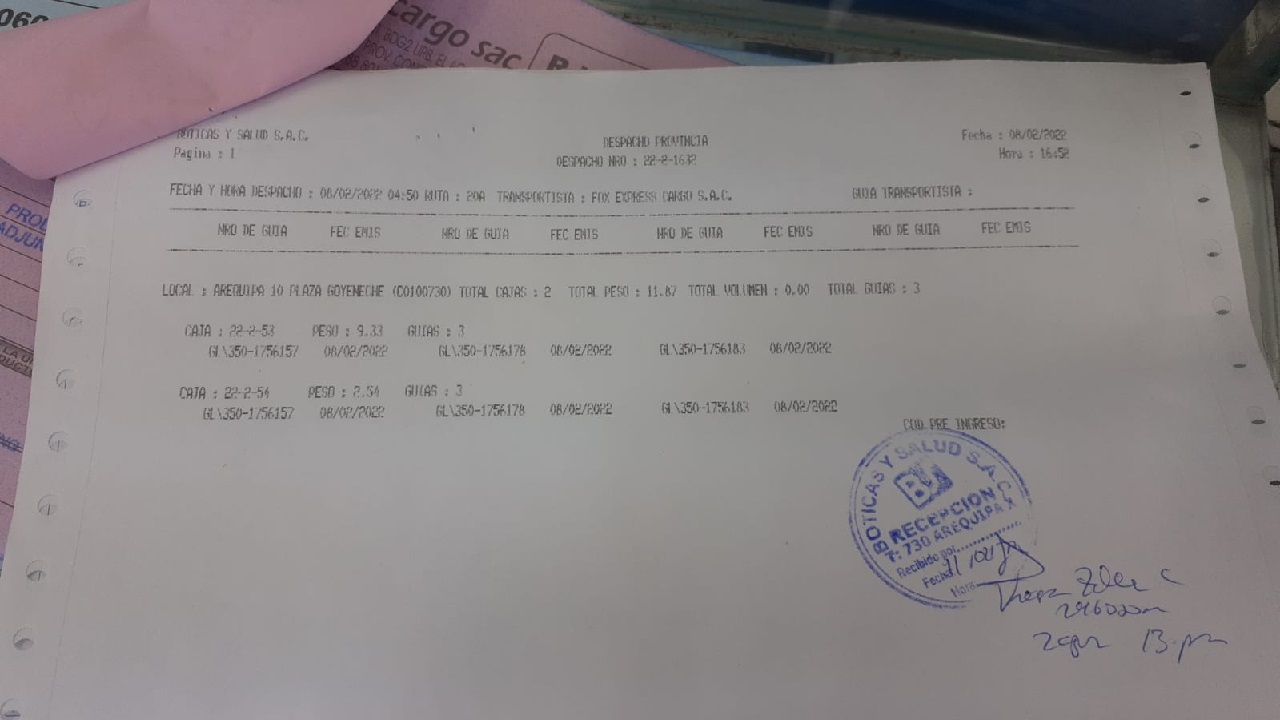 060
Cargo sac
BOTICAS Y SALUD S.A.C.
DESPACHO PROVINCIA
Fecha : 08/02/2022
Pagina : 1
DESPACHO NRO : 22-2-1632
Hora : 16:52
FECHA Y HORA DESPACHO : 08/02/2022 04:50 RUTA : 20A TRANSPORTISTA : FOX EXPRESS CARGO S.A.C. GUIA TRANSPORTISTA :
NRO DE GUIA FEC EMIS NRO DE GUIA FEC EMIS NRO DE GUIA FEC EMIS NRO DE GUIA FEC EMIS
LOCAL : AREQUIPA 10 PLAZA GOYENECHE (C0100730) TOTAL CAJAS : 2 TOTAL PESO : 11.87 TOTAL VOLUMEN : 0.00 TOTAL GUIAS : 3
CAJA : 22-2-53 PESO : 9.33 GUIAS : 3
GL\350-1756157 08/02/2022 GL\350-1756178 08/02/2022 GL\350-1756183 08/02/2022
CAJA : 22-2-54 PESO : 2.54 GUIAS : 3
GL\350-1756157 08/02/2022 GL\350-1756178 08/02/2022 GL\350-1756183 08/02/2022
COD.PRE INGRESO:
BOTICAS Y SALUD S.A.C.
RECEPCION
T: 730 AREQUIPA X
Recibido por
Fecha
Hora